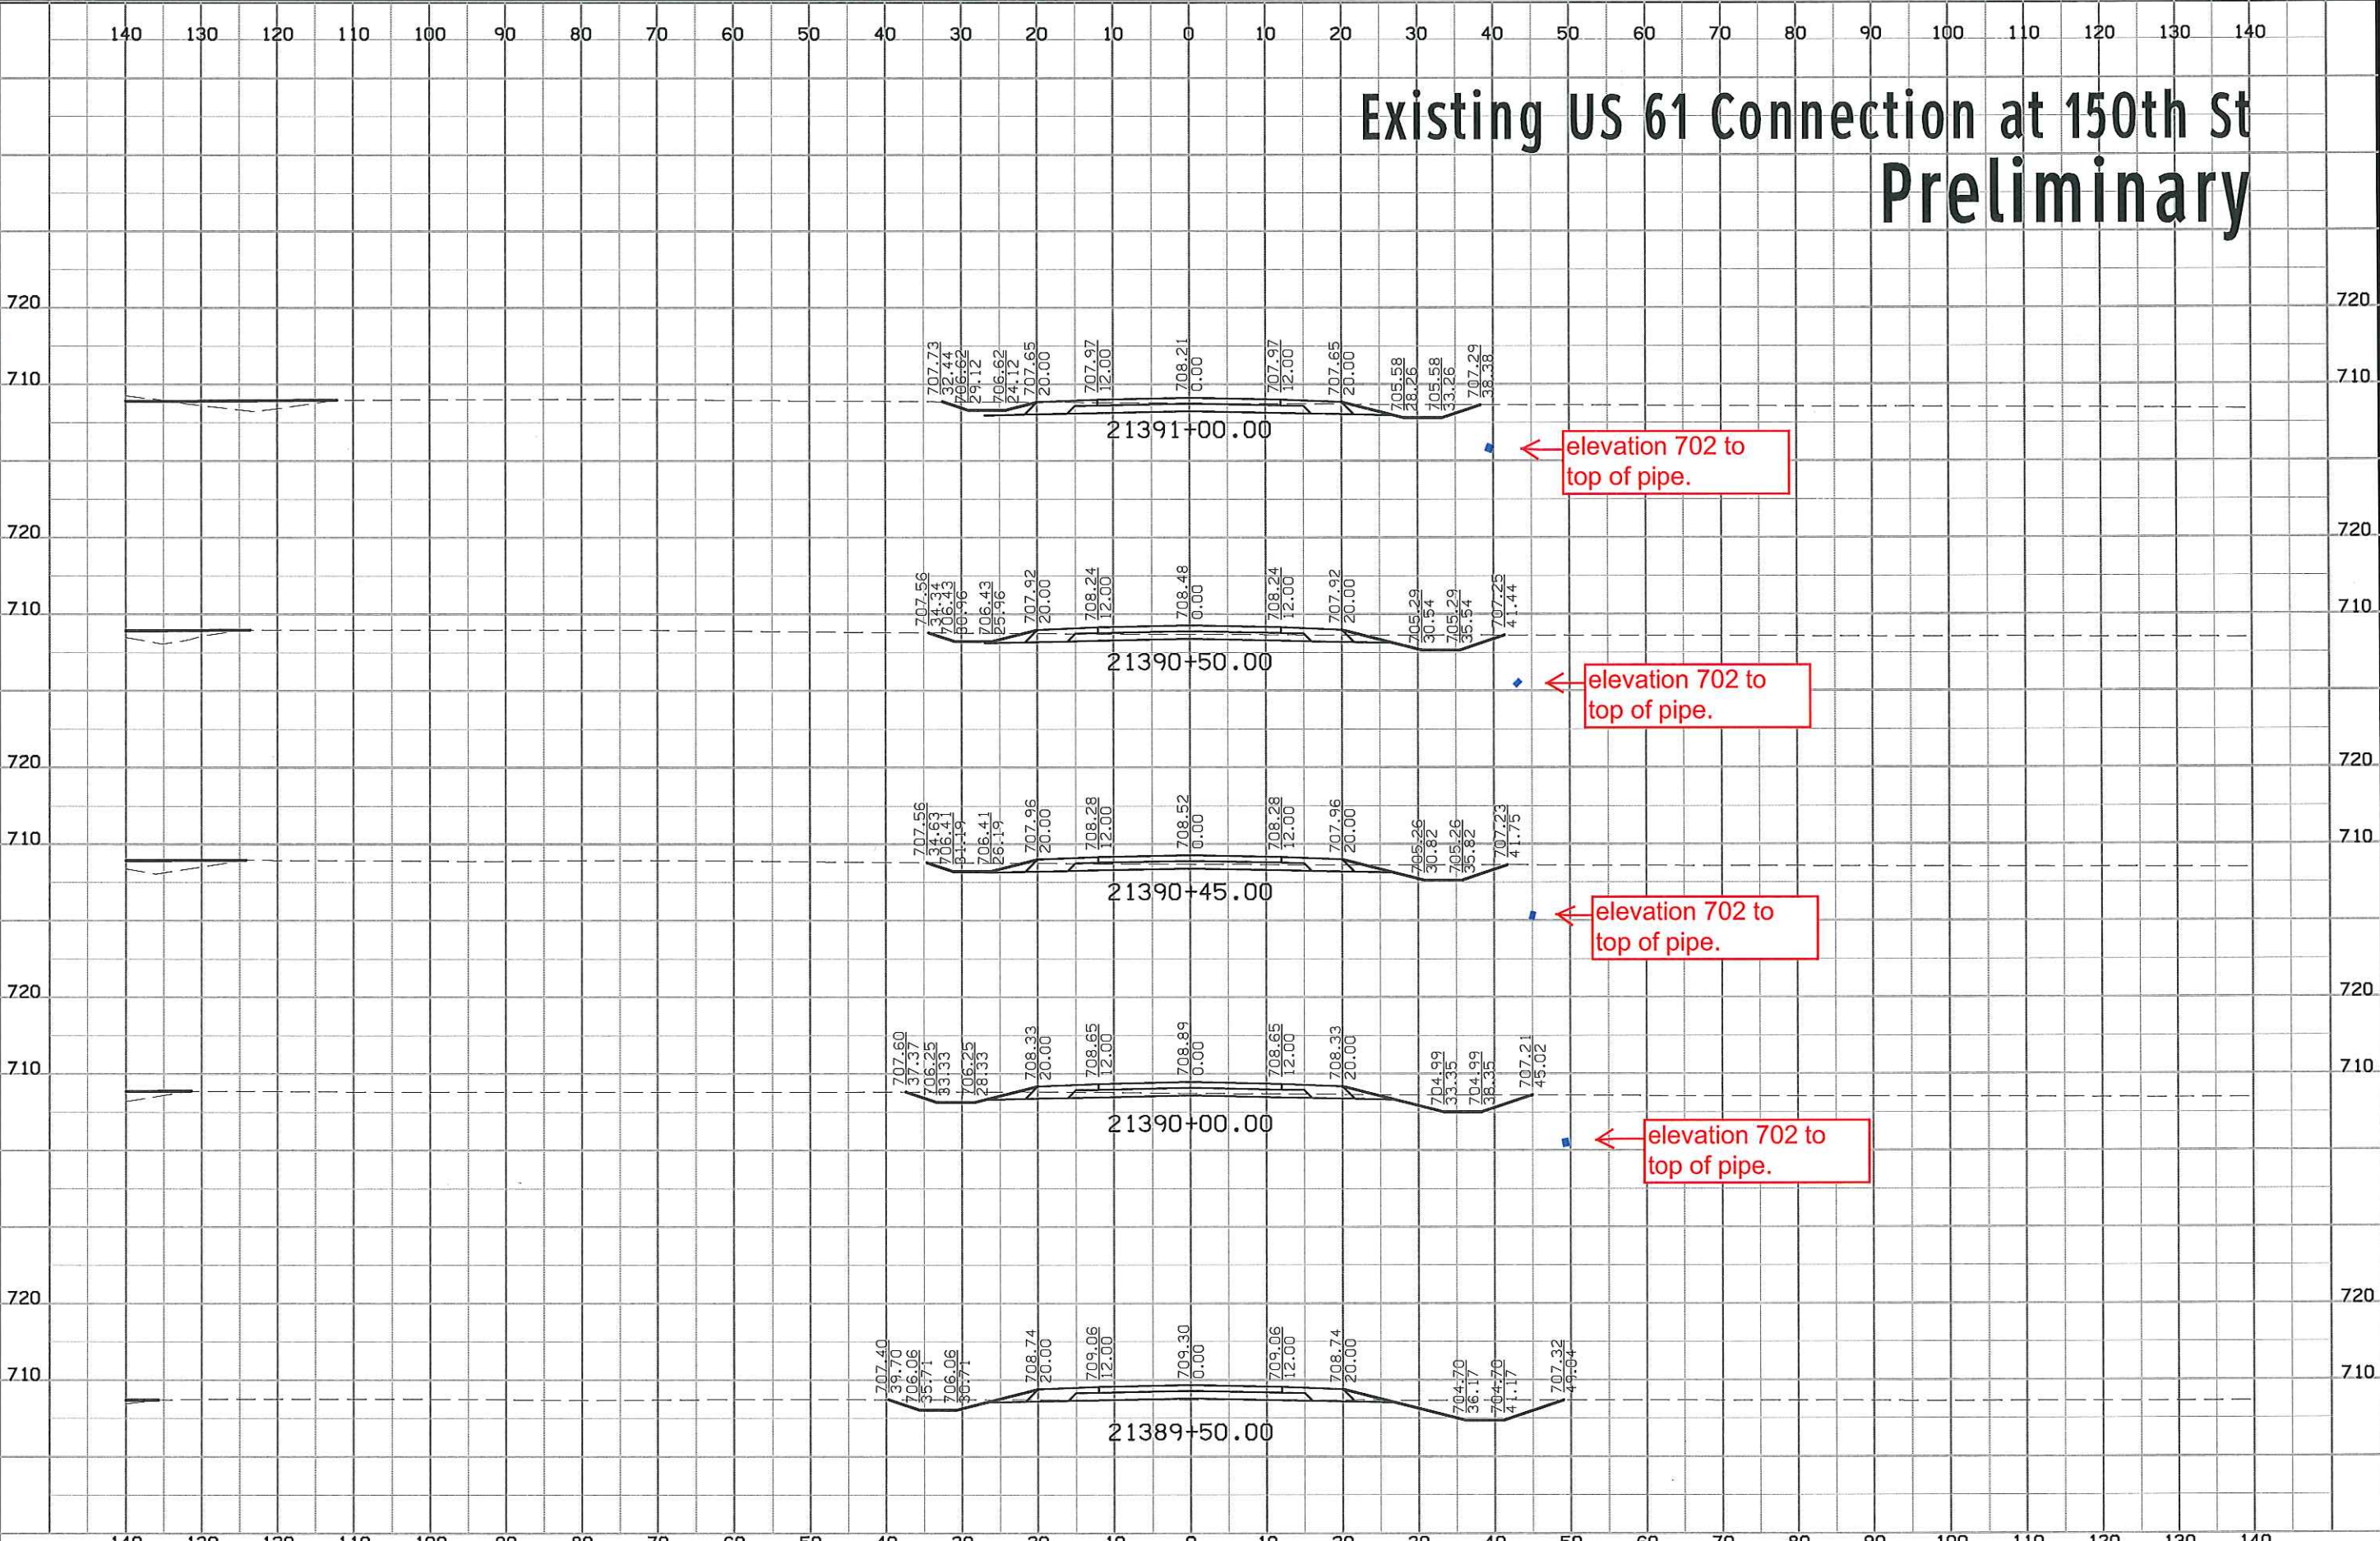 140 130 120 110 100 90 80 70 60 50 40 30 20 10 0 10 20 30 40 50 60 70 80 90 100 110 120 130 140
Existing US 61 Connection at 150th St
Preliminary
720 720
707.73 32.44 706.62 29.12 706.62 24.12 707.65 20.00 707.97 12.00 708.21 0.00 707.97 12.00 707.65 20.00 705.58 28.26 705.58 33.26 707.29 38.38
710 710
21391+00.00
elevation 702 to
top of pipe.
720 720
707.56 34.34 706.43 30.96 706.43 25.96 707.92 20.00 708.24 12.00 708.48 0.00 708.24 12.00 707.92 20.00 705.29 30.54 705.29 35.54 707.25 41.44
710 710
21390+50.00
elevation 702 to
top of pipe.
720 720
707.56 34.63 706.41 31.19 706.41 26.19 707.96 20.00 708.28 12.00 708.52 0.00 708.28 12.00 707.96 20.00 705.26 30.82 705.26 35.82 707.23 41.75
710 710
21390+45.00
elevation 702 to
top of pipe.
720 720
707.60 37.37 706.25 33.33 706.25 28.33 708.33 20.00 708.65 12.00 708.89 0.00 708.65 12.00 708.33 20.00 704.99 33.35 704.99 38.35 707.21 45.02
710 710
21390+00.00
elevation 702 to
top of pipe.
720 720
707.40 39.70 706.06 35.71 706.06 30.71 708.74 20.00 709.06 12.00 709.30 0.00 709.06 12.00 708.74 20.00 704.70 36.17 704.70 41.17 707.32 49.04
710 710
21389+50.00